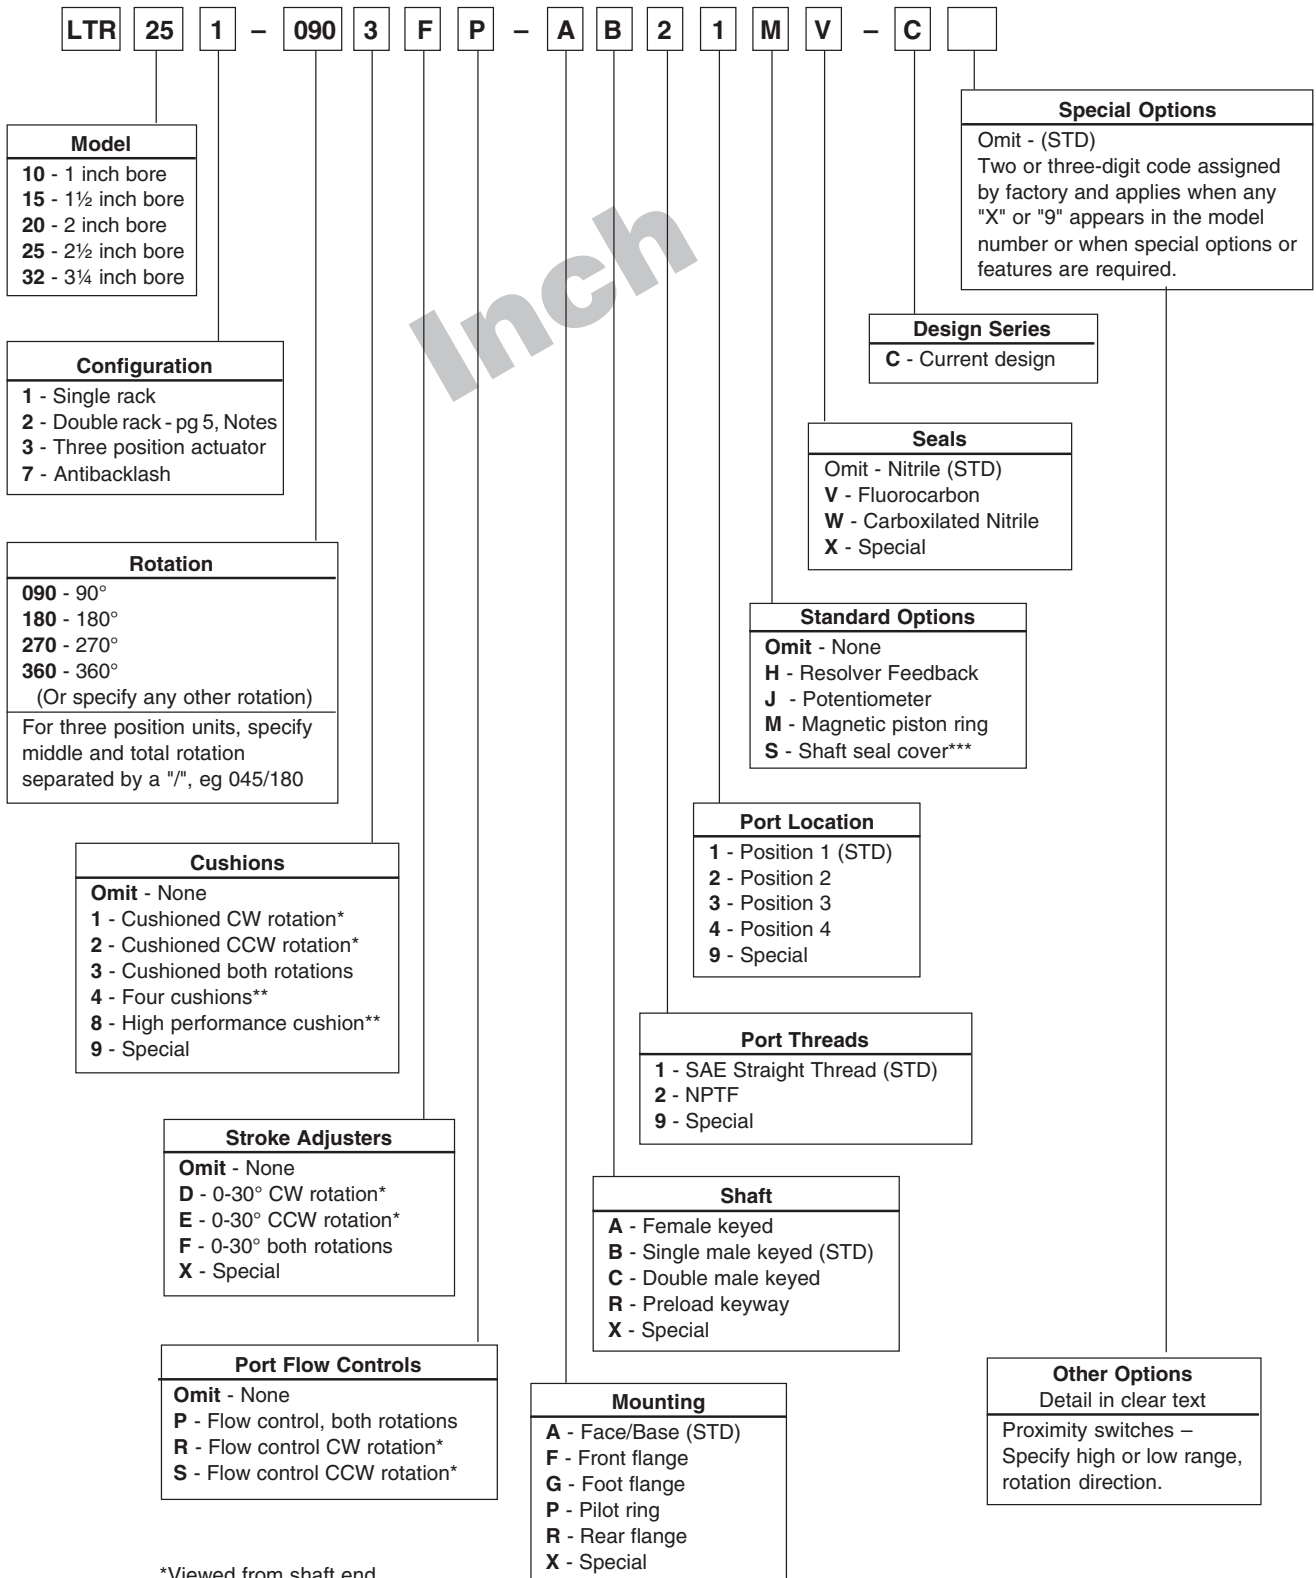 LTR 25 1 – 090 3 F P – A B 2 1 M V – C
Model
10 - 1 inch bore
15 - 1½ inch bore
20 - 2 inch bore
25 - 2½ inch bore
32 - 3¼ inch bore
Configuration
1 - Single rack
2 - Double rack - pg 5, Notes
3 - Three position actuator
7 - Antibacklash
Rotation
090 - 90°
180 - 180°
270 - 270°
360 - 360°
(Or specify any other rotation)
For three position units, specify
middle and total rotation
separated by a "/", eg 045/180
Cushions
Omit - None
1 - Cushioned CW rotation*
2 - Cushioned CCW rotation*
3 - Cushioned both rotations
4 - Four cushions**
8 - High performance cushion**
9 - Special
Stroke Adjusters
Omit - None
D - 0-30° CW rotation*
E - 0-30° CCW rotation*
F - 0-30° both rotations
X - Special
Port Flow Controls
Omit - None
P - Flow control, both rotations
R - Flow control CW rotation*
S - Flow control CCW rotation*
*Viewed from shaft end
Inch
Mounting
A - Face/Base (STD)
F - Front flange
G - Foot flange
P - Pilot ring
R - Rear flange
X - Special
Shaft
A - Female keyed
B - Single male keyed (STD)
C - Double male keyed
R - Preload keyway
X - Special
Port Threads
1 - SAE Straight Thread (STD)
2 - NPTF
9 - Special
Port Location
1 - Position 1 (STD)
2 - Position 2
3 - Position 3
4 - Position 4
9 - Special
Standard Options
Omit - None
H - Resolver Feedback
J - Potentiometer
M - Magnetic piston ring
S - Shaft seal cover***
Seals
Omit - Nitrile (STD)
V - Fluorocarbon
W - Carboxilated Nitrile
X - Special
Design Series
C - Current design
Special Options
Omit - (STD)
Two or three-digit code assigned
by factory and applies when any
"X" or "9" appears in the model
number or when special options or
features are required.
Other Options
Detail in clear text
Proximity switches –
Specify high or low range,
rotation direction.